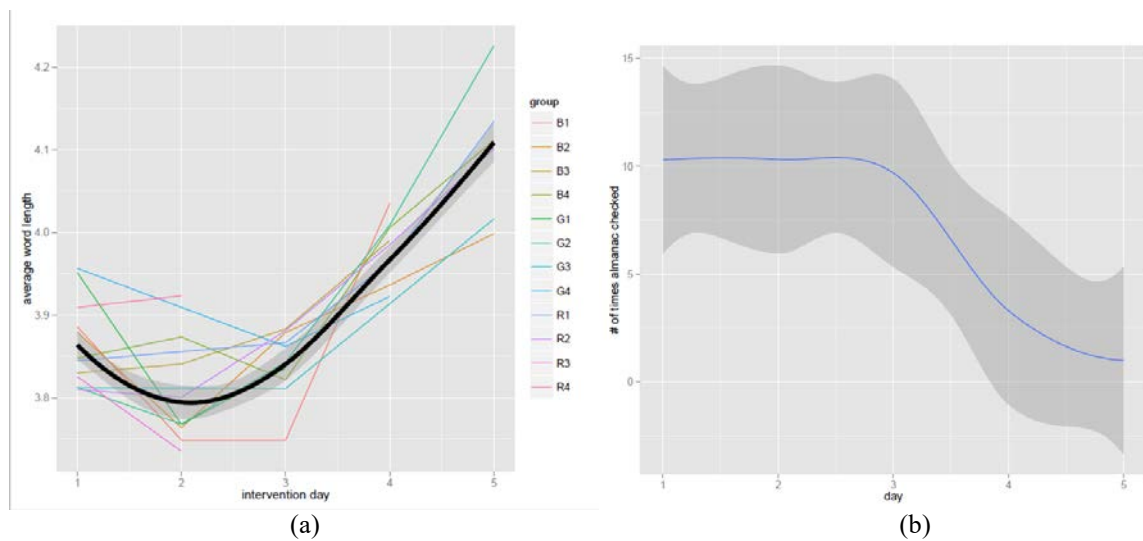 average word length
4.2
4.1
4.0
3.9
3.8
1 2 3 4 5
intervention day
group
B1
B2
B3
B4
G1
G2
G3
G4
R1
R2
R3
R4
(a)
# of times almanac checked
15
10
5
0
1 2 3 4 5
day
(b)